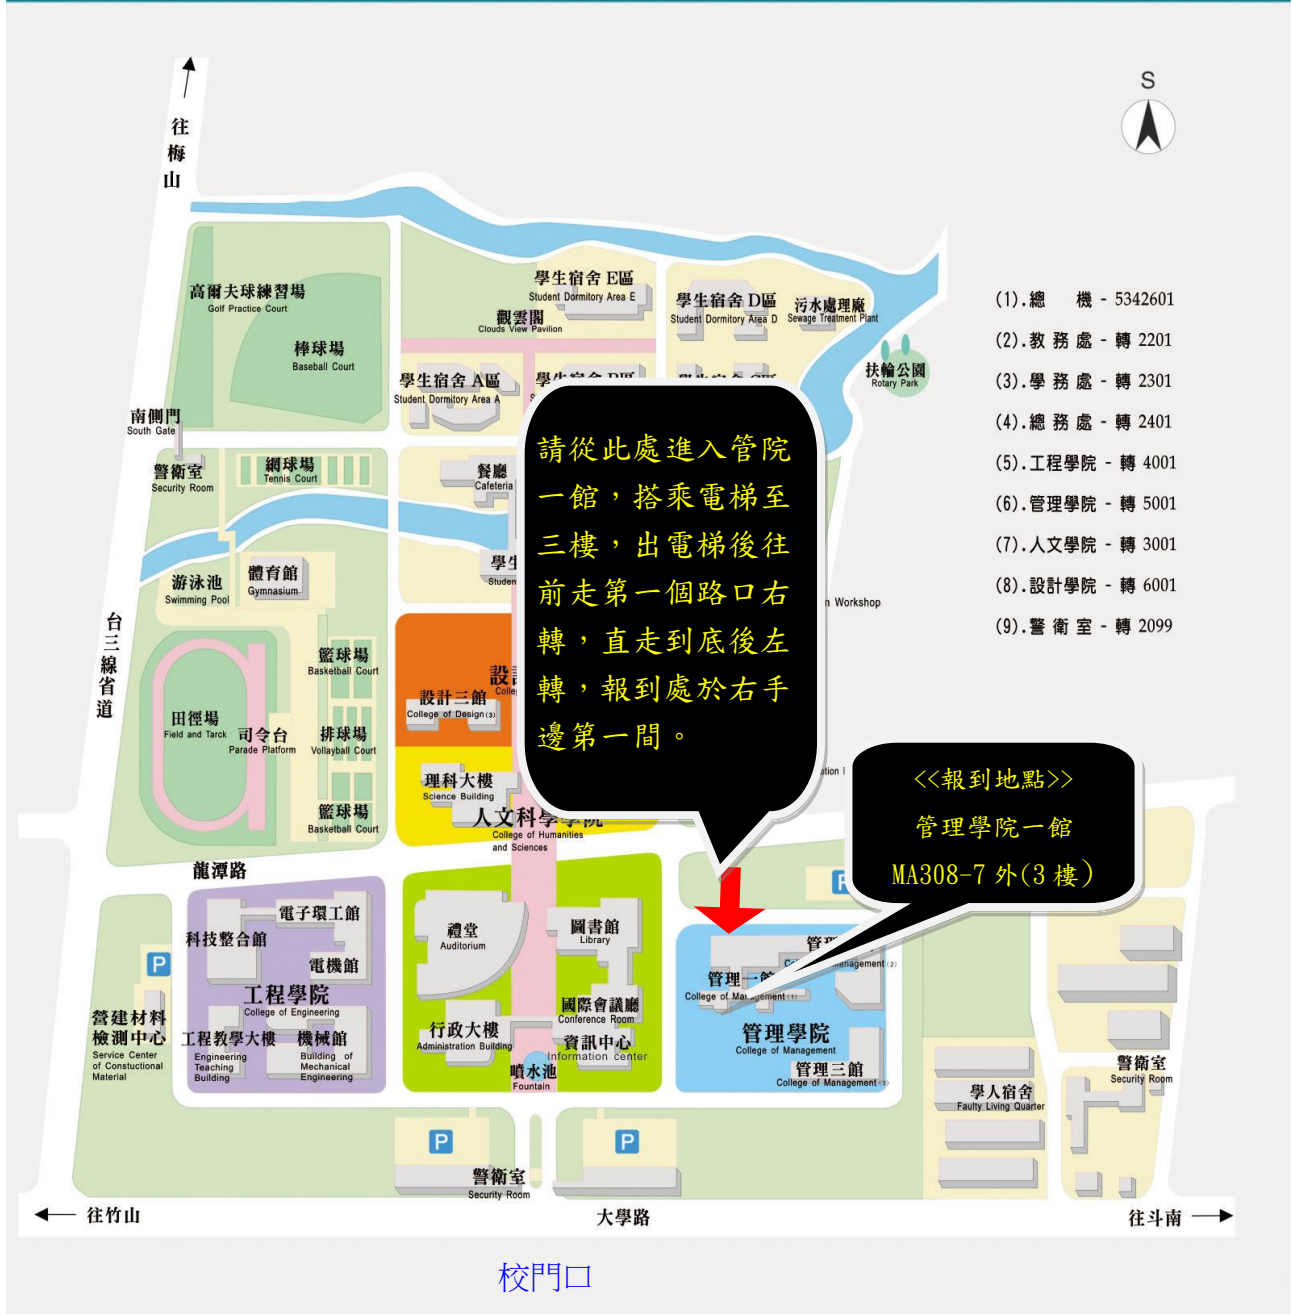 S
往梅山
高爾夫球練習場
Golf Practice Court
棒球場
Baseball Court
學生宿舍 E區
Student Dormitory Area E
觀雲閣
Clouds View Pavilion
學生宿舍 D區
Student Dormitory Area D
污水處理廠
Sewage Treatment Plant
扶輪公園
Rotary Park
學生宿舍 A區
Student Dormitory Area A
(1).總 機 - 5342601
(2).教 務 處 - 轉 2201
(3).學 務 處 - 轉 2301
(4).總 務 處 - 轉 2401
(5).工程學院 - 轉 4001
(6).管理學院 - 轉 5001
(7).人文學院 - 轉 3001
(8).設計學院 - 轉 6001
(9).警 衛 室 - 轉 2099
南側門
South Gate
警衛室
Security Room
網球場
Tennis Court
餐廳
Cafeteria
請從此處進入管院
一館，搭乘電梯至
三樓，出電梯後往
前走第一個路口右
轉，直走到底後左
轉，報到處於右手
邊第一間。
游泳池
Swimming Pool
體育館
Gymnasium
學生
Studen
n Workshop
台三線省道
籃球場
Basketball Court
設計三館
College of Design(3)
田徑場
Field and Tarck
司令台
Parade Platform
排球場
Vollayball Court
理科大樓
Science Building
籃球場
Basketball Court
人文科學學院
College of Humanities
and Sciences
<<報到地點>>
管理學院一館
MA308-7 外(3 樓)
龍潭路
電子環工館
科技整合館
電機館
工程學院
College of Engineering
禮堂
Auditorium
圖書館
Library
P
P
管理一館
College of Management(1)
管理學院
College of Management
管理三館
College of Management
營建材料
檢測中心
Service Center
of Constuctional
Material
工程教學大樓
Engineering
Teaching
Building
機械館
Building of
Mechanical
Engineering
行政大樓
Administration Building
國際會議廳
Conference Room
資訊中心
Information center
噴水池
Fountain
學人宿舍
Faulty Living Quarter
警衛室
Security Room
P
P
警衛室
Security Room
往竹山
大學路
往斗南
校門口